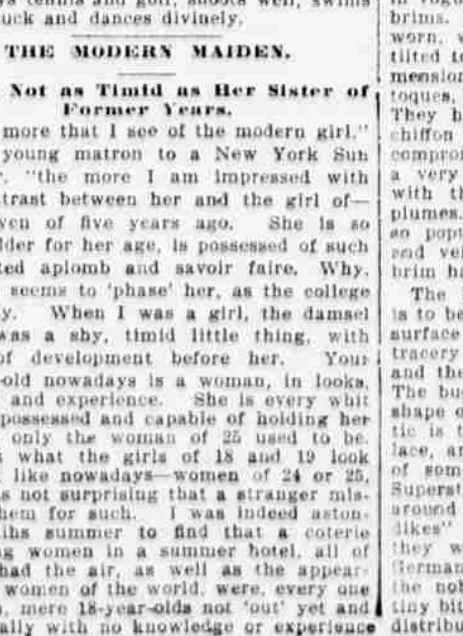 tennis and golf, shoots well, swims
uck and dances divinely.
THE MODERN MAIDEN.
Not as Timid as Her Sister of
Former Years.
more that I see of the modern girl,"
young matron to a New York Sun
r, "the more I am impressed with
trast between her and the girl of—
ven of five years ago. She is so
lder for her age, is possessed of such
ted aplomb and savoir faire. Why,
seems to 'phase' her, as the college
y. When I was a girl, the damsel
was a shy, timid little thing, with
of development before her. Your
-old nowadays is a woman, in looks,
and experience. She is every whit
possessed and capable of holding her
only the woman of 25 used to be.
s what the girls of 18 and 19 look
like nowadays—women of 24 or 25,
s not surprising that a stranger mis-
hem for such. I was indeed aston-
ihs summer to find that a coterie
ng women in a summer hotel, all of
had the air, as well as the appear-
women of the world, were, every one
, mere 18-year-olds not 'out' yet and
ally with no knowledge or experience
brims.
worn, w
tilted to
mension
toques,
They b
chiffon
compron
a very
with th
plumes.
so popu
and vel
brim ha
The
is to be
surface
tracery
and the
The bu
shape o
tic is t
lace, an
of som
Superst
around
likes"
they w
German
the nob
tiny bit
distribu